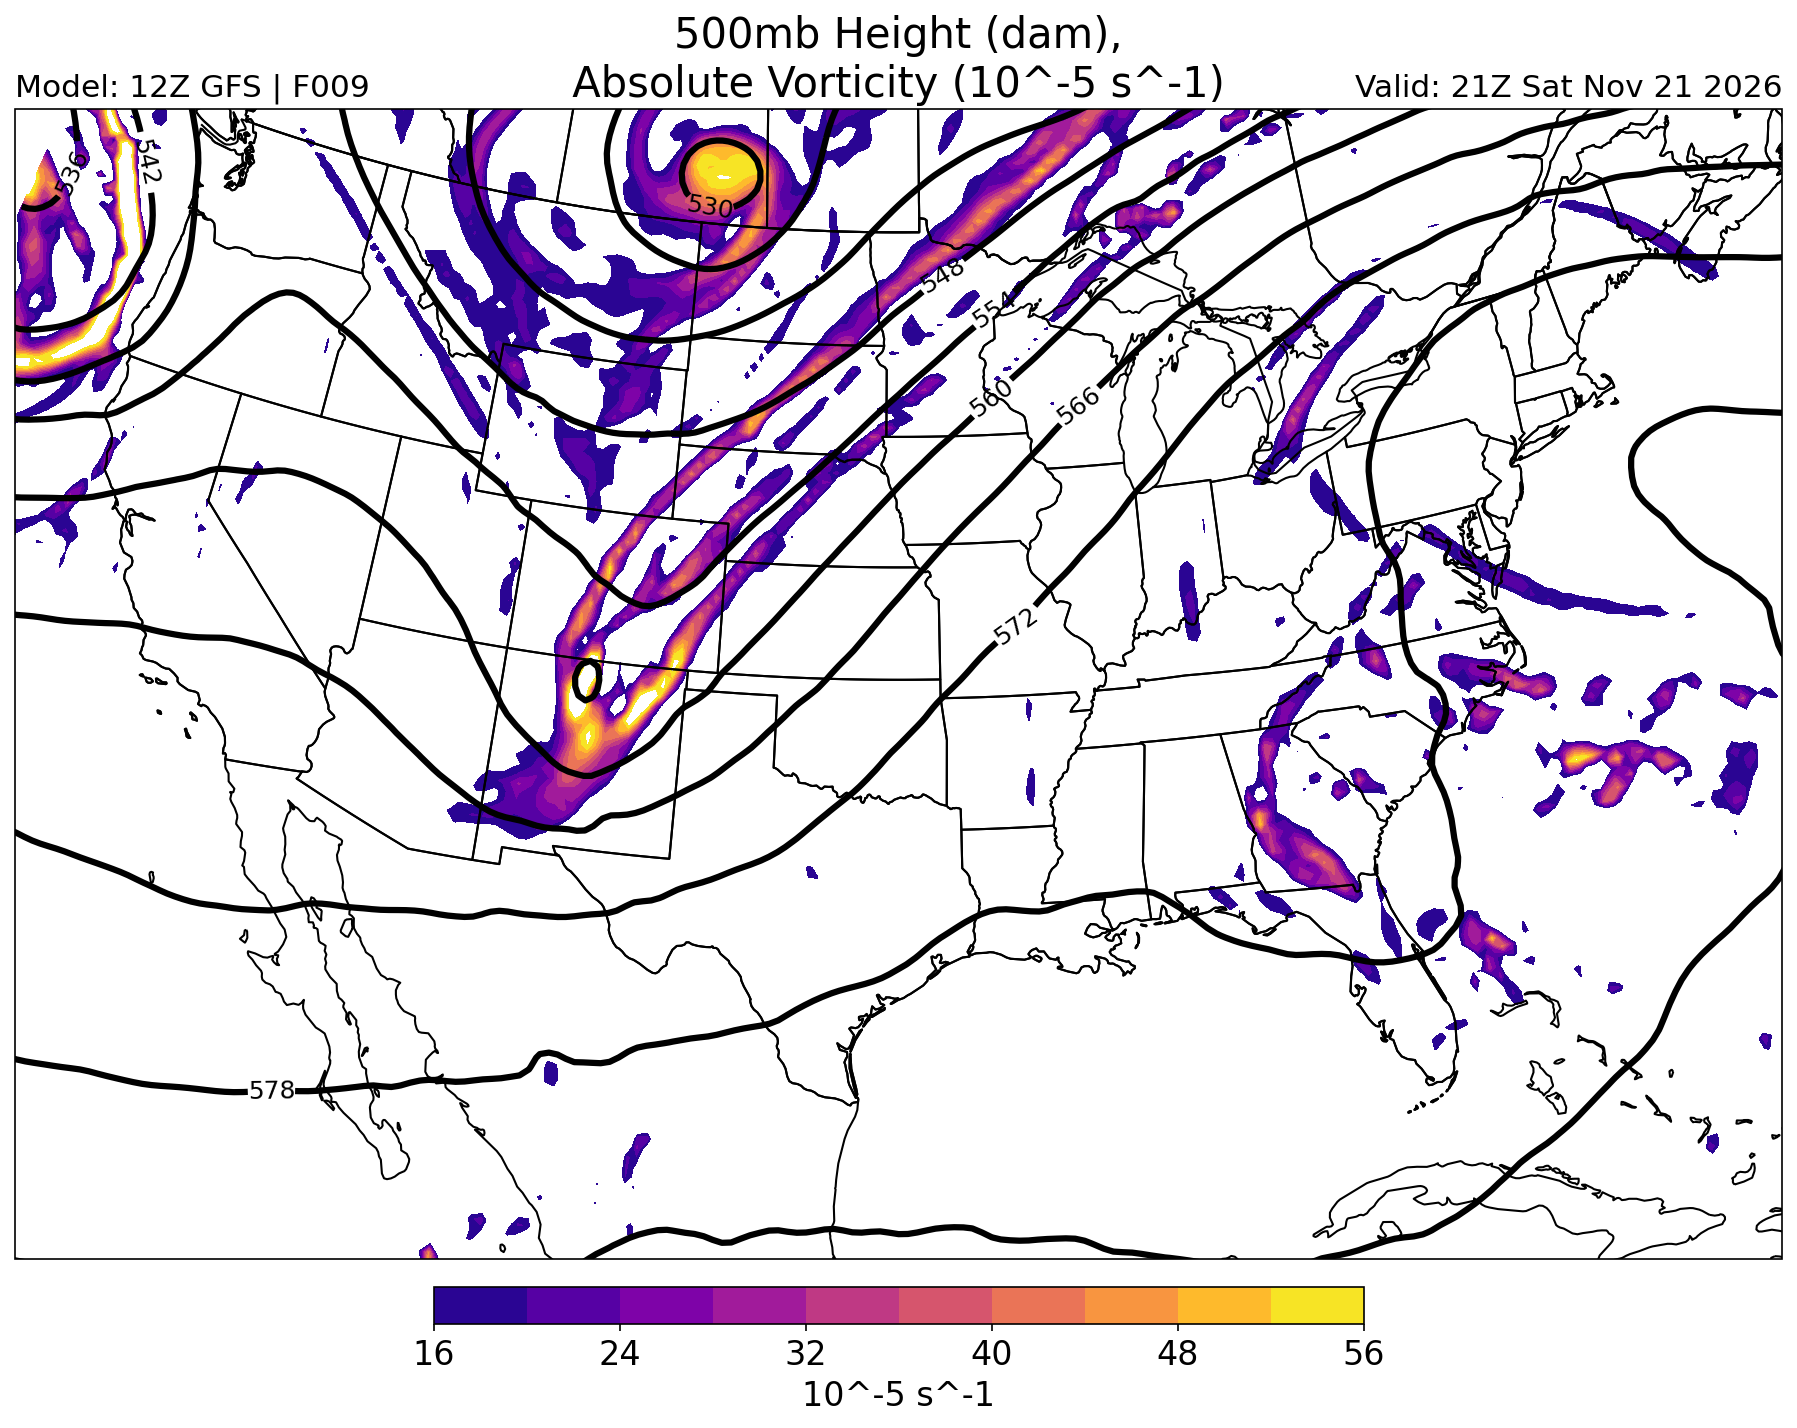 500mb Height (dam),
Model: 12Z GFS | F009
Absolute Vorticity (10^-5 s^-1)
Valid: 21Z Sat Nov 21 2026
536
542
530
548
554
560
566
572
578
16 24 32 40 48 56
10^-5 s^-1